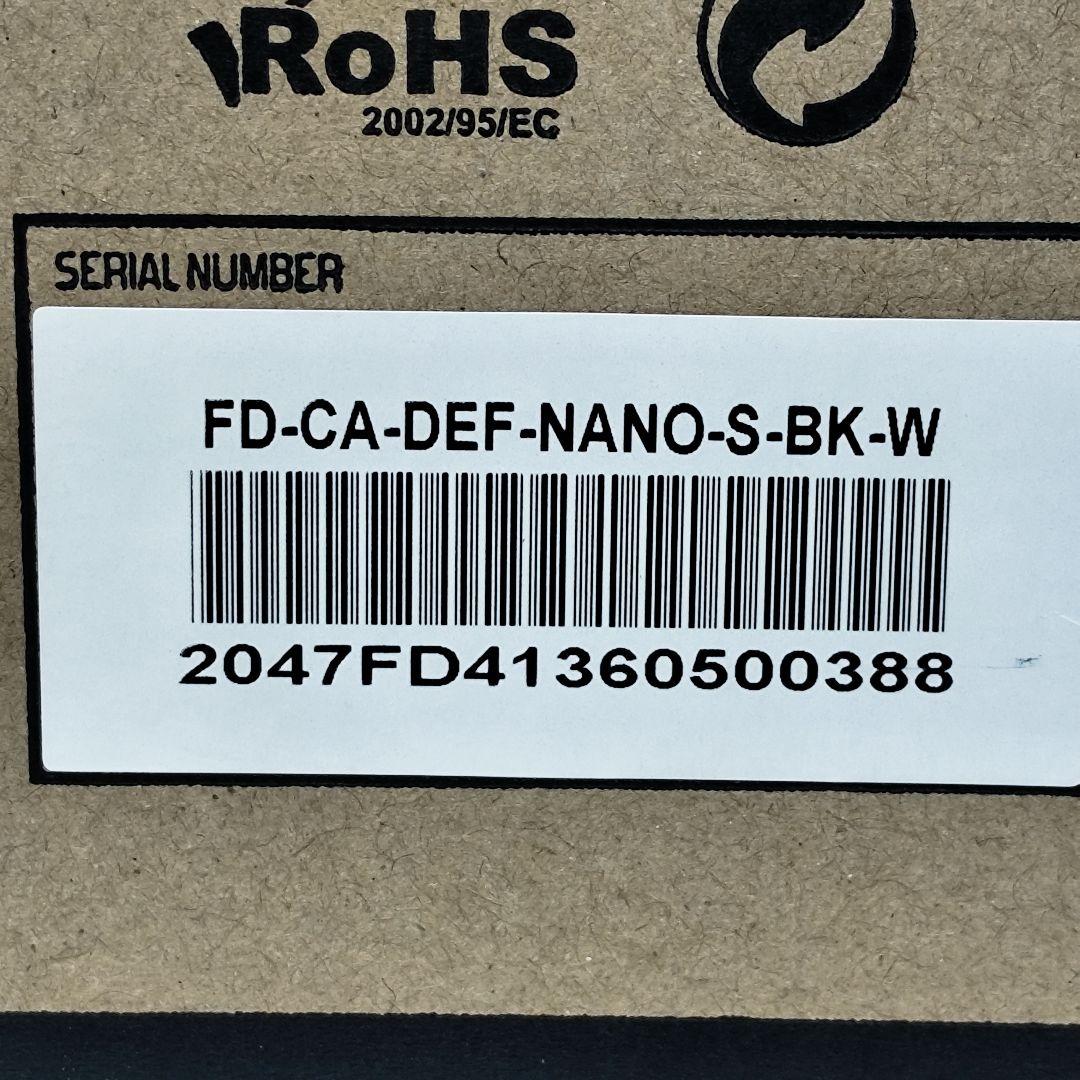 RoHS
2002/95/EC
SERIAL NUMBER
FD-CA-DEF-NANO-S-BK-W
2047FD41360500388